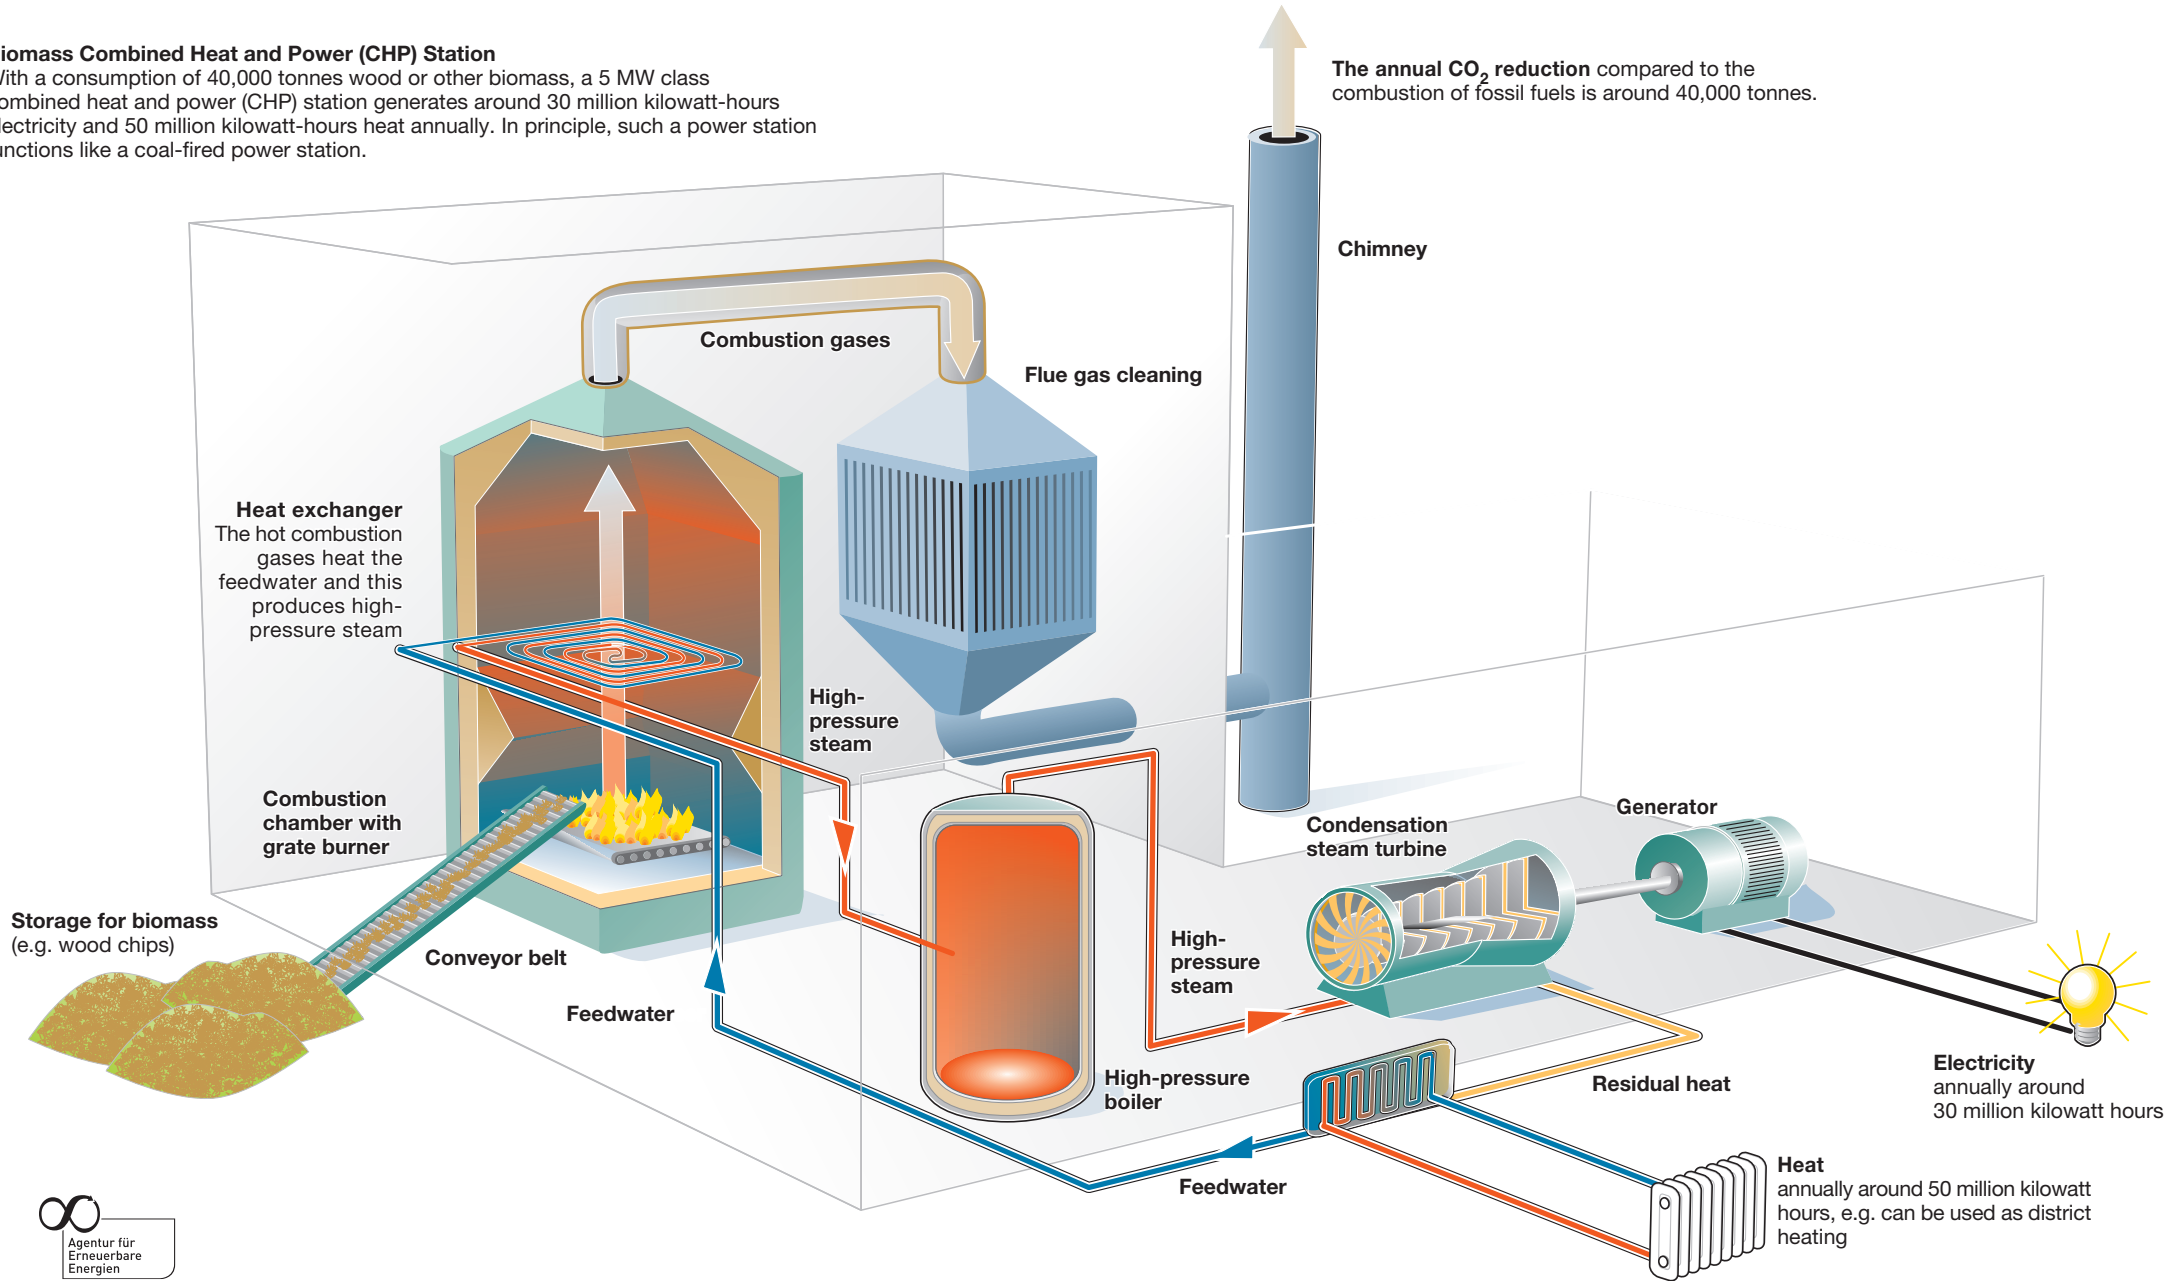 iomass Combined Heat and Power (CHP) Station
With a consumption of 40,000 tonnes wood or other biomass, a 5 MW class
ombined heat and power (CHP) station generates around 30 million kilowatt-hours
lectricity and 50 million kilowatt-hours heat annually. In principle, such a power station
unctions like a coal-fired power station.
The annual CO2 reduction compared to the
combustion of fossil fuels is around 40,000 tonnes.
Chimney
Combustion gases
Flue gas cleaning
Heat exchanger
The hot combustion
gases heat the
feedwater and this
produces high-
pressure steam
High-
pressure
steam
Combustion
chamber with
grate burner
Condensation
steam turbine
Generator
Storage for biomass
(e.g. wood chips)
Conveyor belt
Feedwater
High-
pressure
steam
High-pressure
boiler
Residual heat
Electricity
annually around
30 million kilowatt hours
Feedwater
Heat
annually around 50 million kilowatt
hours, e.g. can be used as district
heating
Agentur für
Erneuerbare
Energien